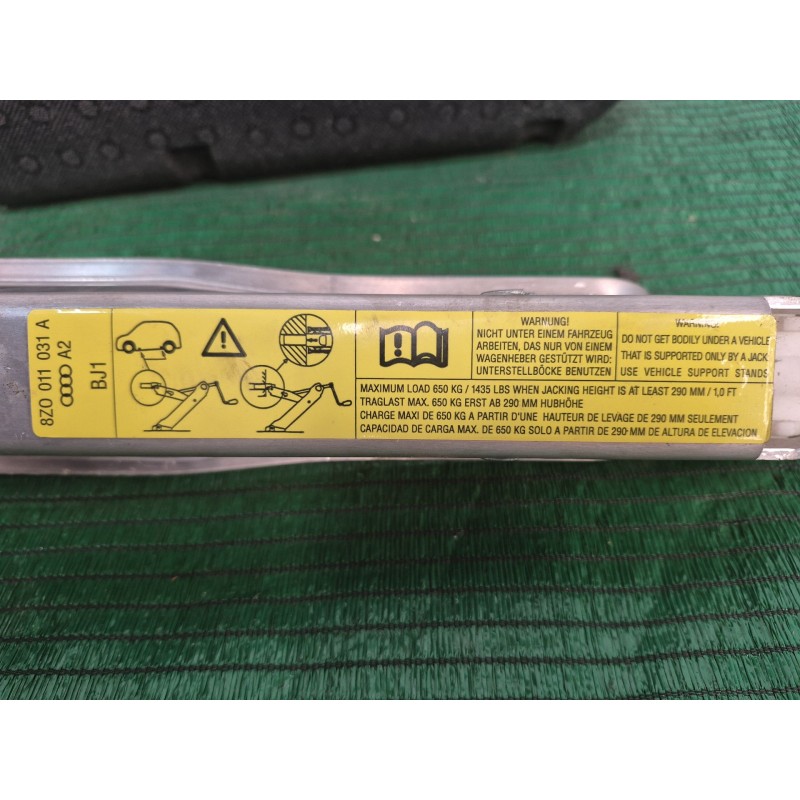 8Z0 011 031 A
A2
BJ1
WARNUNG!
NICHT UNTER EINEM FAHRZEUG
ARBEITEN, DAS NUR VON EINEM
WAGENHEBER GESTÜTZT WIRD:
UNTERSTELLBÖCKE BENUTZEN
WARNING!
DO NOT GET BODILY UNDER A VEHICLE
THAT IS SUPPORTED ONLY BY A JACK
USE VEHICLE SUPPORT STANDS
MAXIMUM LOAD 650 KG / 1435 LBS WHEN JACKING HEIGHT IS AT LEAST 290 MM / 1,0 FT
TRAGLAST MAX. 650 KG ERST AB 290 MM HUBHÖHE
CHARGE MAXI DE 650 KG A PARTIR D'UNE HAUTEUR DE LEVAGE DE 290 MM SEULEMENT
CAPACIDAD DE CARGA MAX. DE 650 KG SOLO A PARTIR DE 290 MM DE ALTURA DE ELEVACION